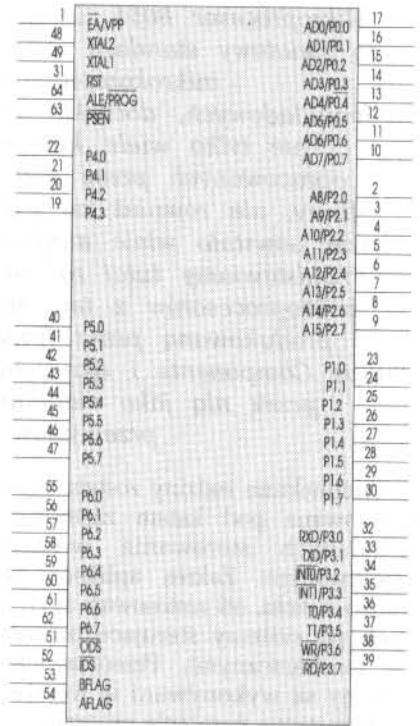 1 EA/VPP
48 XTAL2
49 XTAL1
31 RST
64 ALE/PROG
63 PSEN
22 P4.0
21 P4.1
20 P4.2
19 P4.3
40 P5.0
41 P5.1
42 P5.2
43 P5.3
44 P5.4
45 P5.5
46 P5.6
47 P5.7
55 P6.0
56 P6.1
57 P6.2
58 P6.3
59 P6.4
60 P6.5
61 P6.6
62 P6.7
51 ODS
52 IDS
53 BFLAG
54 AFLAG
AD0/P0.0 17
AD1/P0.1 16
AD2/P0.2 15
AD3/P0.3 14
AD4/P0.4 13
AD6/P0.5 12
AD6/P0.6 11
AD7/P0.7 10
A8/P2.0 2
A9/P2.1 3
A10/P2.2 4
A11/P2.3 5
A12/P2.4 6
A13/P2.5 7
A14/P2.6 8
A15/P2.7 9
P1.0 23
P1.1 24
P1.2 25
P1.3 26
P1.4 27
P1.5 28
P1.6 29
P1.7 30
RXD/P3.0 32
TXD/P3.1 33
INT0/P3.2 34
INT1/P3.3 35
T0/P3.4 36
T1/P3.5 37
WR/P3.6 38
RD/P3.7 39